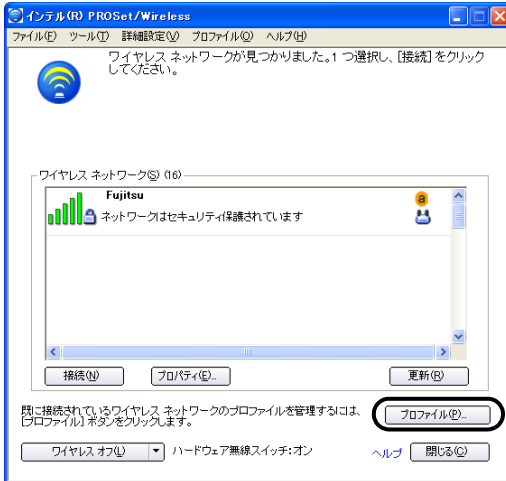 インテル(R) PROSet/Wireless
ファイル(F) ツール(T) 詳細設定(V) プロファイル(O) ヘルプ(H)
ワイヤレス ネットワークが見つかりました。1 つ選択し、[接続] をクリック
してください。
ワイヤレス ネットワーク(S) (16)
Fujitsu
a
ネットワークはセキュリティ保護されています
接続(N) プロパティ(E)... 更新(R)
既に接続されているワイヤレス ネットワークのプロファイルを管理するには、
[プロファイル] ボタンをクリックします。
プロファイル(P)...
ワイヤレス オフ(L) ハードウェア無線スイッチ:オン ヘルプ 閉じる(C)